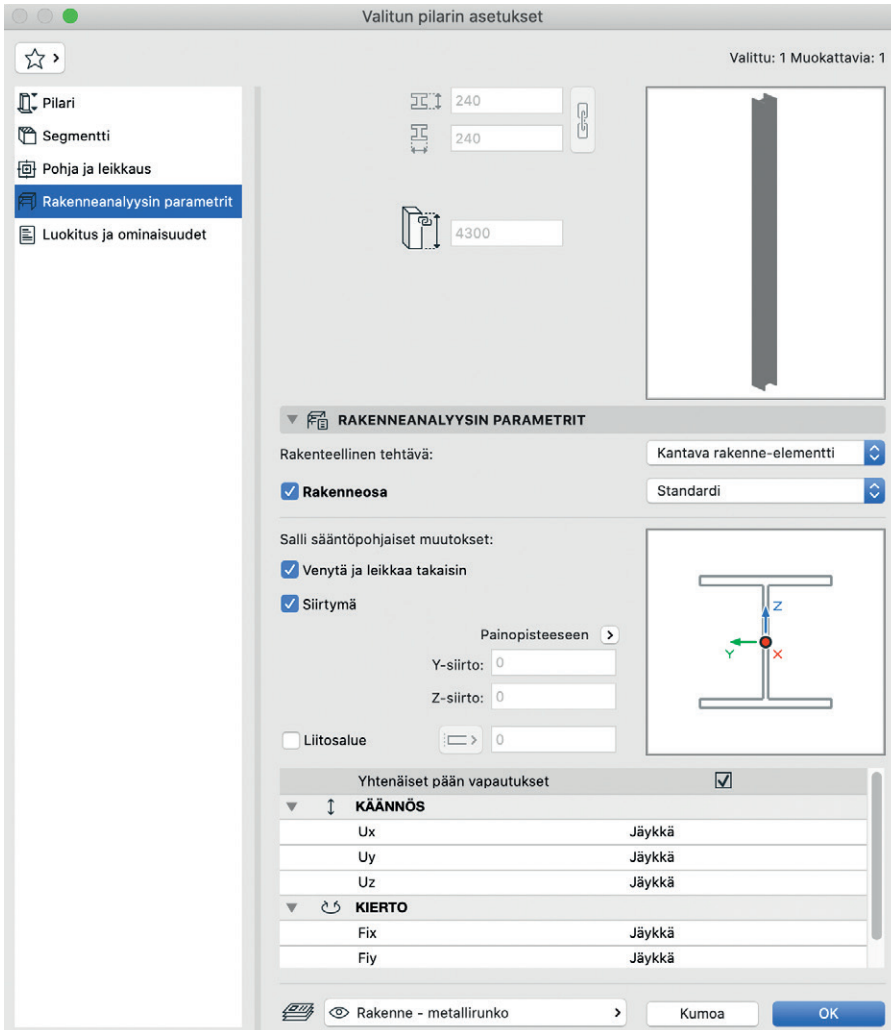 Valitun pilarin asetukset
Valittu: 1 Muokattavia: 1
Pilari
Segmentti
Pohja ja leikkaus
Rakenneanalyysin parametrit
Luokitus ja ominaisuudet
240
240
4300
RAKENNEANALYYSIN PARAMETRIT
Rakenteellinen tehtävä: Kantava rakenne-elementti
Rakenneosa Standardi
Salli sääntöpohjaiset muutokset:
Venytä ja leikkaa takaisin
Siirtymä
Painopisteeseen
Y-siirto: 0
Z-siirto: 0
Liitosalue 0
Z
Y X
Yhtenäiset pään vapautukset
KÄÄNNÖS
Ux Jäykkä
Uy Jäykkä
Uz Jäykkä
KIERTO
Fix Jäykkä
Fiy Jäykkä
Rakenne - metallirunko
Kumoa OK